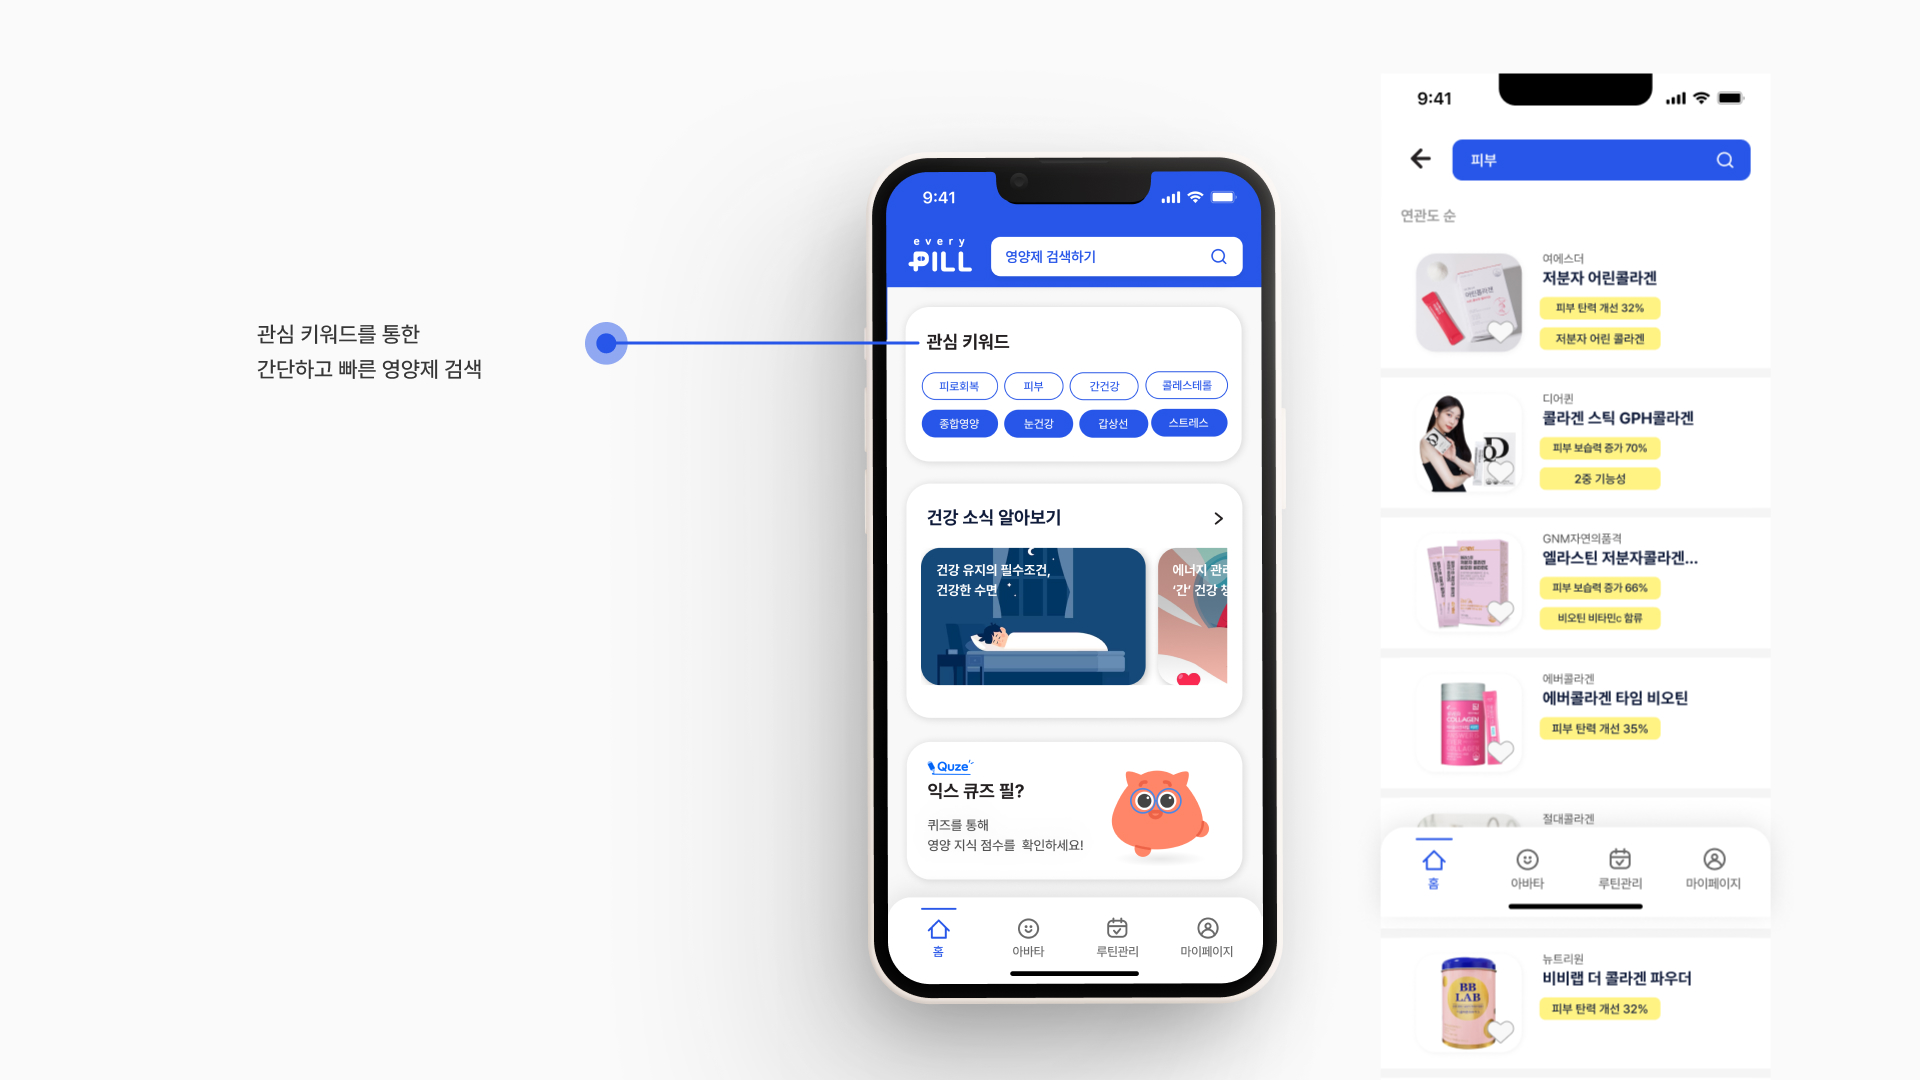 관심 키워드를 통한
간단하고 빠른 영양제 검색
9:41
every
PILL
영양제 검색하기
관심 키워드
피로회복 피부 간건강 콜레스테롤
종합영양 눈건강 갑상선 스트레스
건강 소식 알아보기
건강 유지의 필수조건,
건강한 수면
에너지 관리
‘간’ 건강 챙
Quze
익스 큐즈 필?
퀴즈를 통해
영양 지식 점수를 확인하세요!
홈 아바타 루틴관리 마이페이지
9:41
피부
연관도 순
여에스더
저분자 어린콜라겐
피부 탄력 개선 32%
저분자 어린 콜라겐
디어퀸
콜라겐 스틱 GPH콜라겐
피부 보습력 증가 70%
2중 기능성
GNM자연의품격
엘라스틴 저분자콜라겐...
피부 보습력 증가 66%
비오틴 비타민c 함류
에버콜라겐
에버콜라겐 타임 비오틴
피부 탄력 개선 35%
COLLAGEN
절대콜라겐
홈 아바타 루틴관리 마이페이지
뉴트리원
비비랩 더 콜라겐 파우더
피부 탄력 개선 32%
BB
LAB